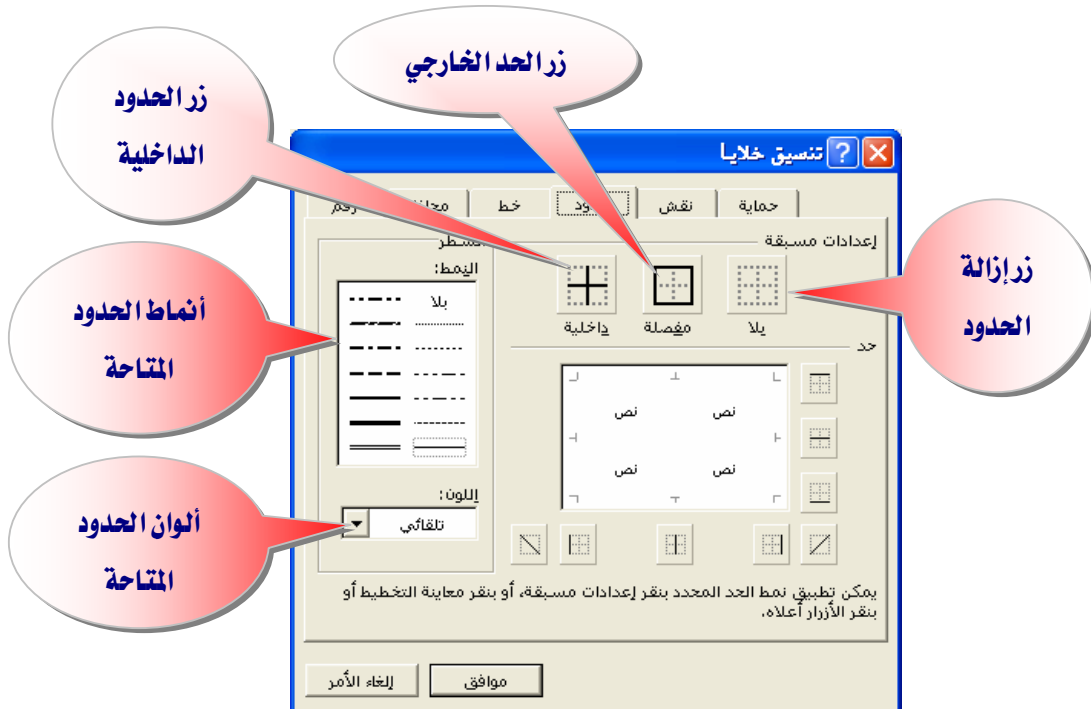 زر الحد الخارجي
زر الحدود
الداخلية
تنسيق خلايا
حماية
نقش
خط
إعدادات مسبقة
النمط:
بلا
زر إزالة
الحدود
أنماط الحدود
المتاحة
بلا
مفصلة
داخلية
حد
نص
نص
نص
نص
اللون:
تلقائي
ألوان الحدود
المتاحة
يمكن تطبيق نمط الحد المحدد بنقر إعدادات مسبقة، أو بنقر معاينة التخطيط أو
بنقر الأزرار أعلاه.
موافق
إلغاء الأمر